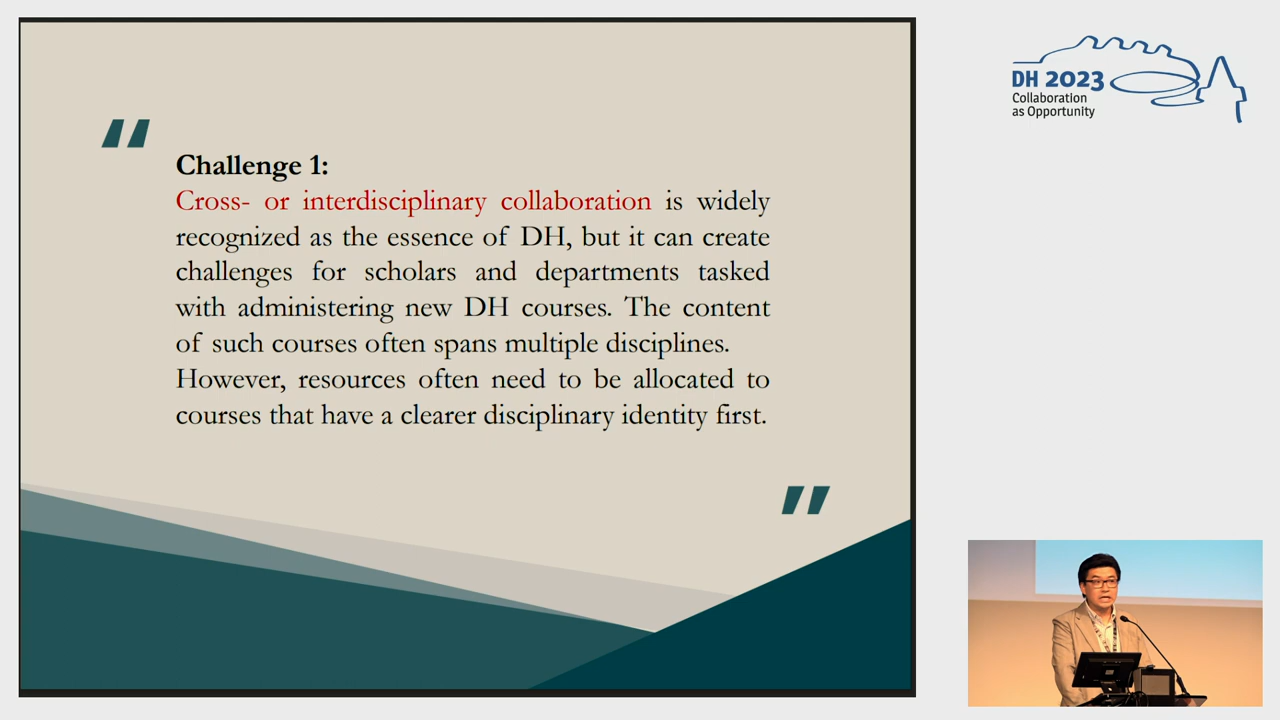 Challenge 1:
Cross- or interdisciplinary collaboration is widely
recognized as the essence of DH, but it can create
challenges for scholars and departments tasked
with administering new DH courses. The content
of such courses often spans multiple disciplines.
However, resources often need to be allocated to
courses that have a clearer disciplinary identity first.
DH 2023
Collaboration
as Opportunity